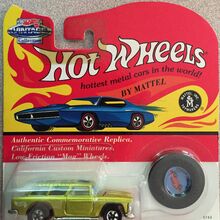 VINTAGE
HOT WHEELS
hottest metal cars in the world!
BY MATTEL
Authentic Commemorative Replica.
California Custom Miniatures.
Low-Friction "Mag" Wheels.